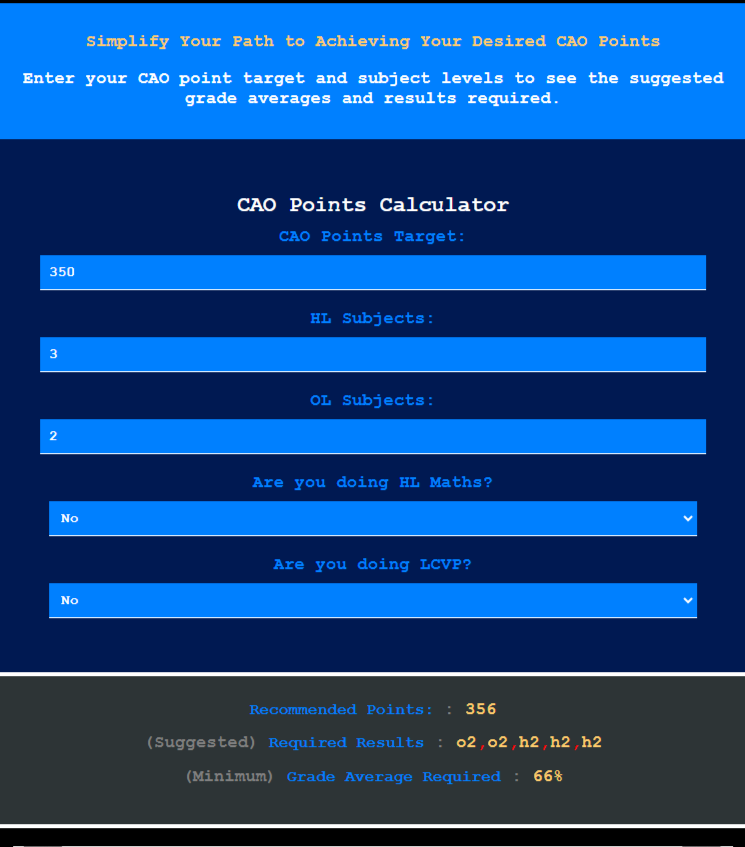 Simplify Your Path to Achieving Your Desired CAO Points
Enter your CAO point target and subject levels to see the suggested
grade averages and results required.
CAO Points Calculator
CAO Points Target:
350
HL Subjects:
3
OL Subjects:
2
Are you doing HL Maths?
No
Are you doing LCVP?
No
Recommended Points: : 356
(Suggested) Required Results : o2,o2,h2,h2,h2
(Minimum) Grade Average Required : 66%